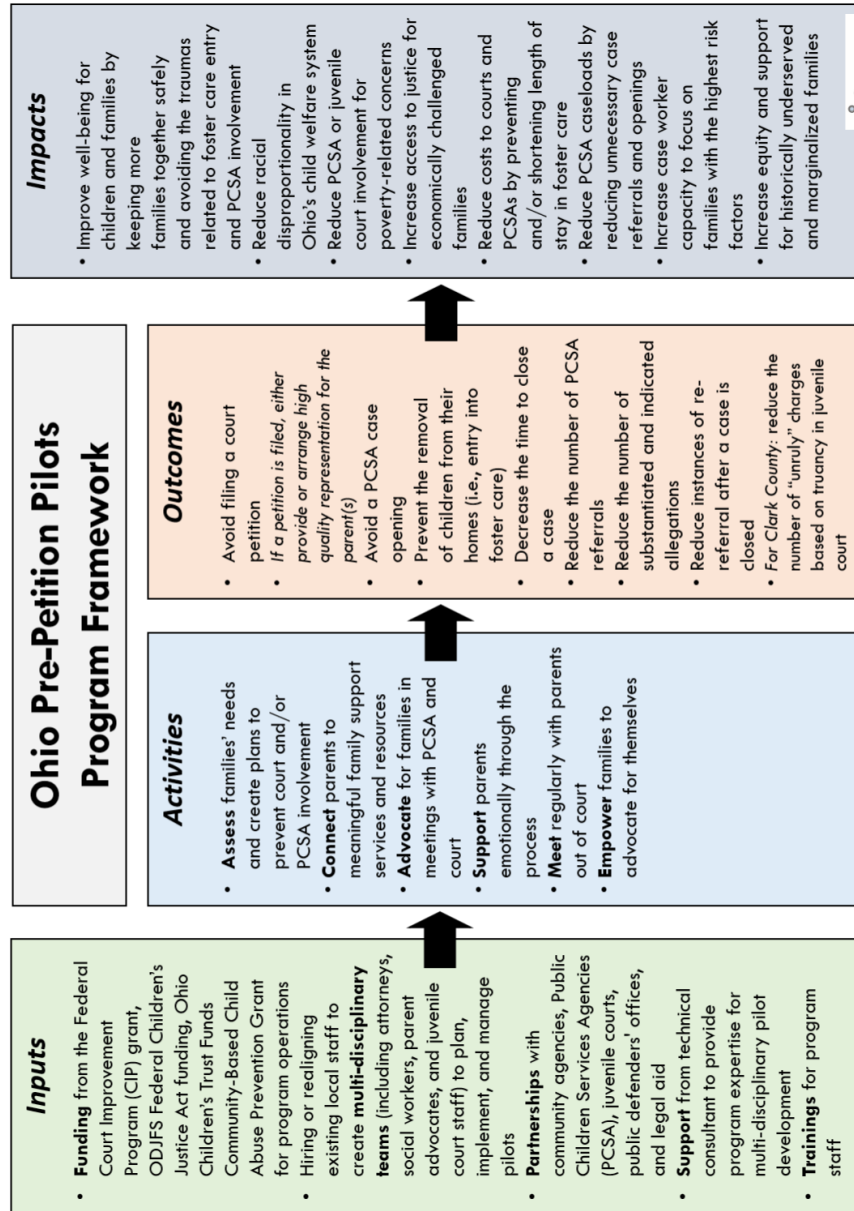 Ohio Pre-Petition Pilots
Program Framework
Inputs
• Funding from the Federal
Court Improvement
Program (CIP) grant,
ODJFS Federal Children's
Justice Act funding, Ohio
Children's Trust Funds
Community-Based Child
Abuse Prevention Grant
for program operations
• Hiring or realigning
existing local staff to
create multi-disciplinary
teams (including attorneys,
social workers, parent
advocates, and juvenile
court staff) to plan,
implement, and manage
pilots
• Partnerships with
community agencies, Public
Children Services Agencies
(PCSA), juvenile courts,
public defenders' offices,
and legal aid
• Support from technical
consultant to provide
program expertise for
multi-disciplinary pilot
development
• Trainings for program
staff
Activities
• Assess families' needs
and create plans to
prevent court and/or
PCSA involvement
• Connect parents to
meaningful family support
services and resources
• Advocate for families in
meetings with PCSA and
court
• Support parents
emotionally through the
process
• Meet regularly with parents
out of court
• Empower families to
advocate for themselves
Outcomes
• Avoid filing a court
petition
• If a petition is filed, either
provide or arrange high
quality representation for the
parent(s)
• Avoid a PCSA case
opening
• Prevent the removal
of children from their
homes (i.e., entry into
foster care)
• Decrease the time to close
a case
• Reduce the number of PCSA
referrals
• Reduce the number of
substantiated and indicated
allegations
• Reduce instances of re-
referral after a case is
closed
• For Clark County: reduce the
number of "unruly" charges
based on truancy in juvenile
court
Impacts
• Improve well-being for
children and families by
keeping more
families together safely
and avoiding the traumas
related to foster care entry
and PCSA involvement
• Reduce racial
disproportionality in
Ohio's child welfare system
• Reduce PCSA or juvenile
court involvement for
poverty-related concerns
• Increase access to justice for
economically challenged
families
• Reduce costs to courts and
PCSAs by preventing
and/or shortening length of
stay in foster care
• Reduce PCSA caseloads by
reducing unnecessary case
referrals and openings
• Increase case worker
capacity to focus on
families with the highest risk
factors
• Increase equity and support
for historically underserved
and marginalized families